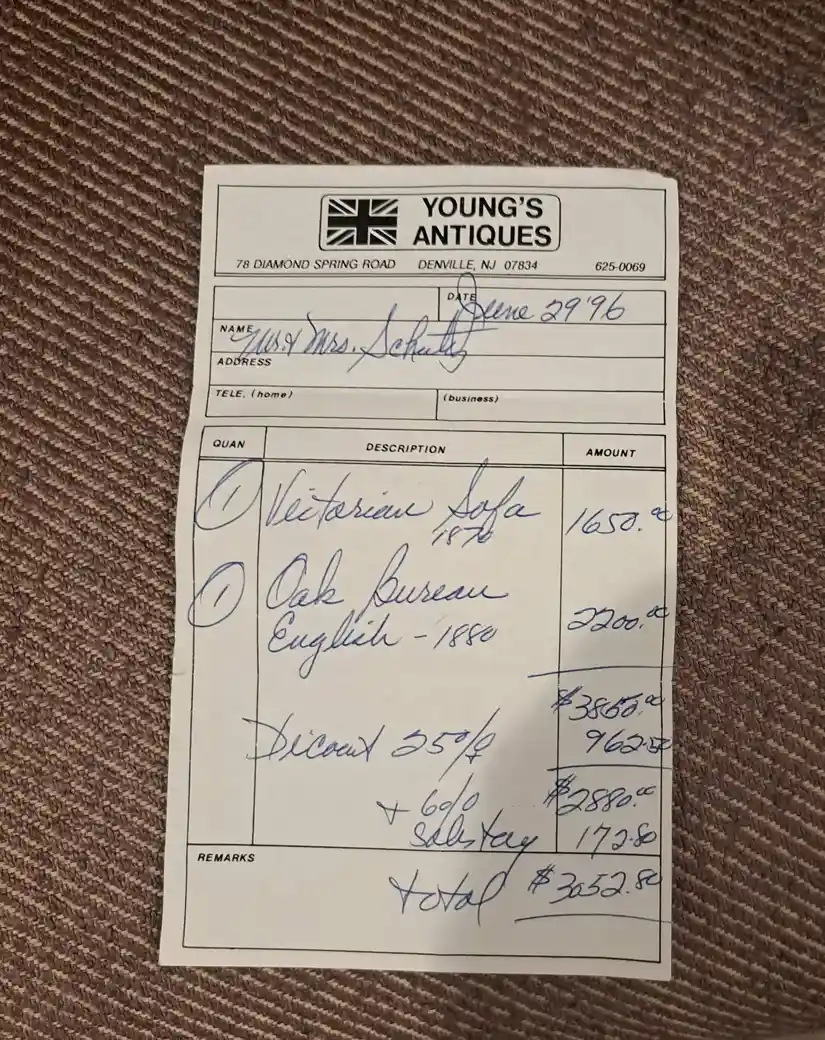 YOUNG'S
ANTIQUES
78 DIAMOND SPRING ROAD DENVILLE, NJ 07834 625-0069
DATE June 29 '96
NAME Mr & Mrs. Schultz
ADDRESS
TELE. (home) (business)
QUAN DESCRIPTION AMOUNT
1 Victorian Sofa 1650.00
1870
1 Oak Bureau
English - 1880 2200.00
$3850.00
Dicount 25% 962.50
+ 6% $2880.00
Sales tax 172.80
REMARKS
total $3052.80